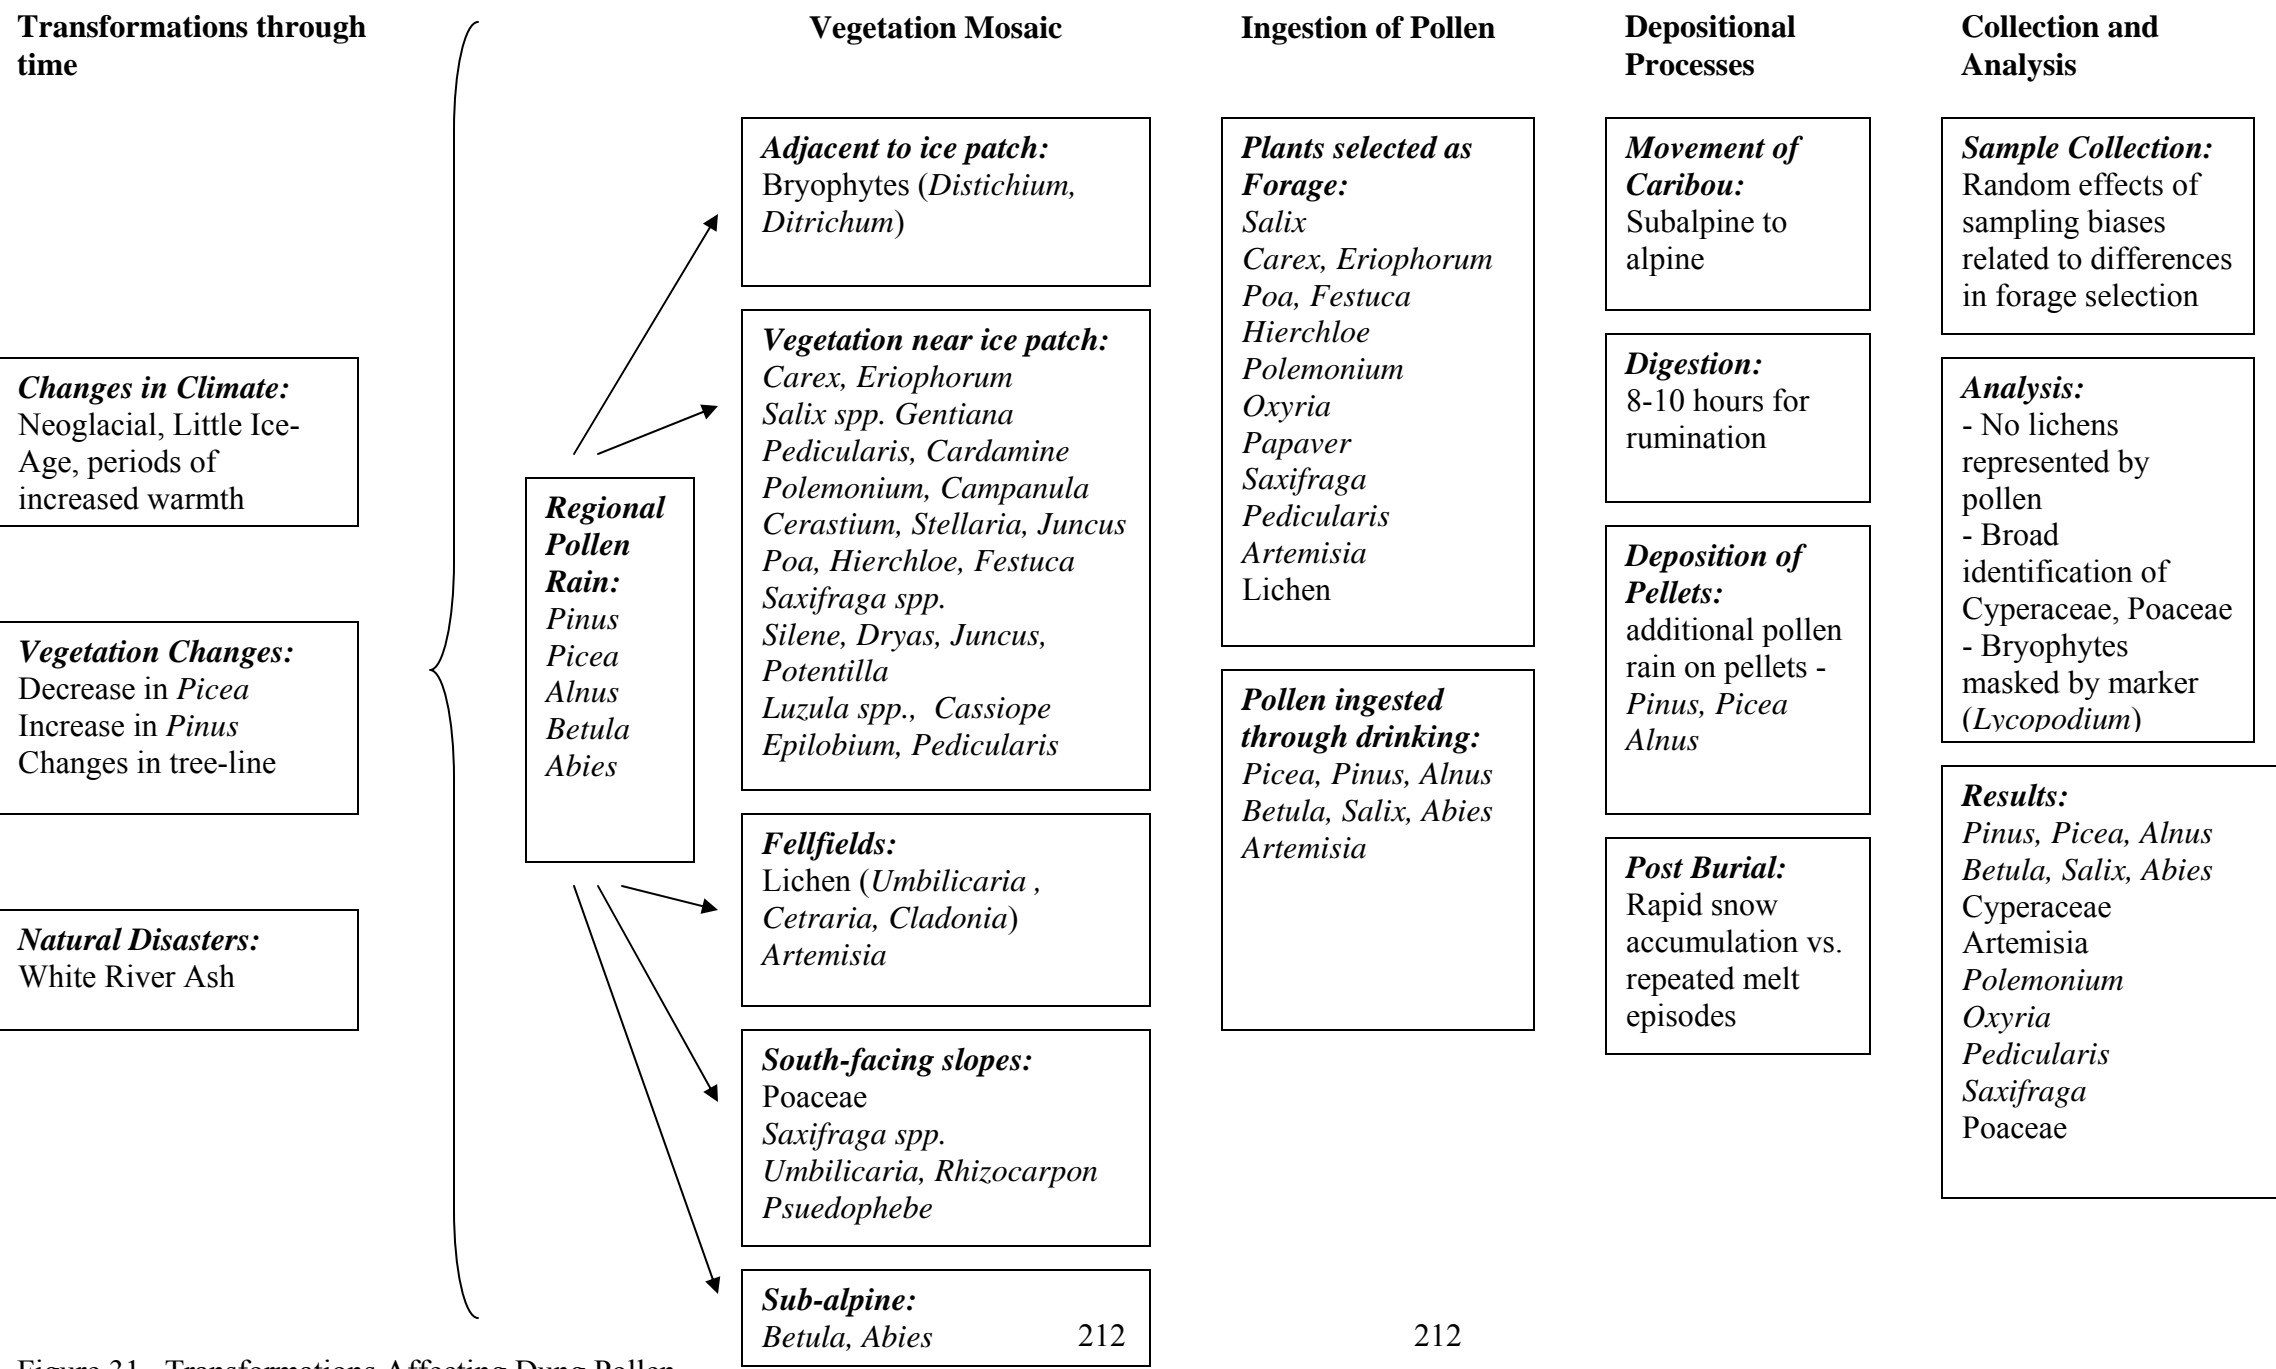 Transformations through
time
Changes in Climate:
Neoglacial, Little Ice-
Age, periods of
increased warmth
Vegetation Changes:
Decrease in Picea
Increase in Pinus
Changes in tree-line
Natural Disasters:
White River Ash
Regional
Pollen
Rain:
Pinus
Picea
Alnus
Betula
Abies
Vegetation Mosaic
Adjacent to ice patch:
Bryophytes (Distichium,
Ditrichum)
Vegetation near ice patch:
Carex, Eriophorum
Salix spp. Gentiana
Pedicularis, Cardamine
Polemonium, Campanula
Cerastium, Stellaria, Juncus
Poa, Hierchloe, Festuca
Saxifraga spp.
Silene, Dryas, Juncus,
Potentilla
Luzula spp., Cassiope
Epilobium, Pedicularis
Fellfields:
Lichen (Umbilicaria ,
Cetraria, Cladonia)
Artemisia
South-facing slopes:
Poaceae
Saxifraga spp.
Umbilicaria, Rhizocarpon
Psuedophebe
Sub-alpine:
Betula, Abies
212
Ingestion of Pollen
Plants selected as
Forage:
Salix
Carex, Eriophorum
Poa, Festuca
Hierchloe
Polemonium
Oxyria
Papaver
Saxifraga
Pedicularis
Artemisia
Lichen
Pollen ingested
through drinking:
Picea, Pinus, Alnus
Betula, Salix, Abies
Artemisia
212
Depositional
Processes
Movement of
Caribou:
Subalpine to
alpine
Digestion:
8-10 hours for
rumination
Deposition of
Pellets:
additional pollen
rain on pellets -
Pinus, Picea
Alnus
Post Burial:
Rapid snow
accumulation vs.
repeated melt
episodes
Collection and
Analysis
Sample Collection:
Random effects of
sampling biases
related to differences
in forage selection
Analysis:
- No lichens
represented by
pollen
- Broad
identification of
Cyperaceae, Poaceae
- Bryophytes
masked by marker
(Lycopodium)
Results:
Pinus, Picea, Alnus
Betula, Salix, Abies
Cyperaceae
Artemisia
Polemonium
Oxyria
Pedicularis
Saxifraga
Poaceae
Figure 31 Transformations Affecting Dung Pollen